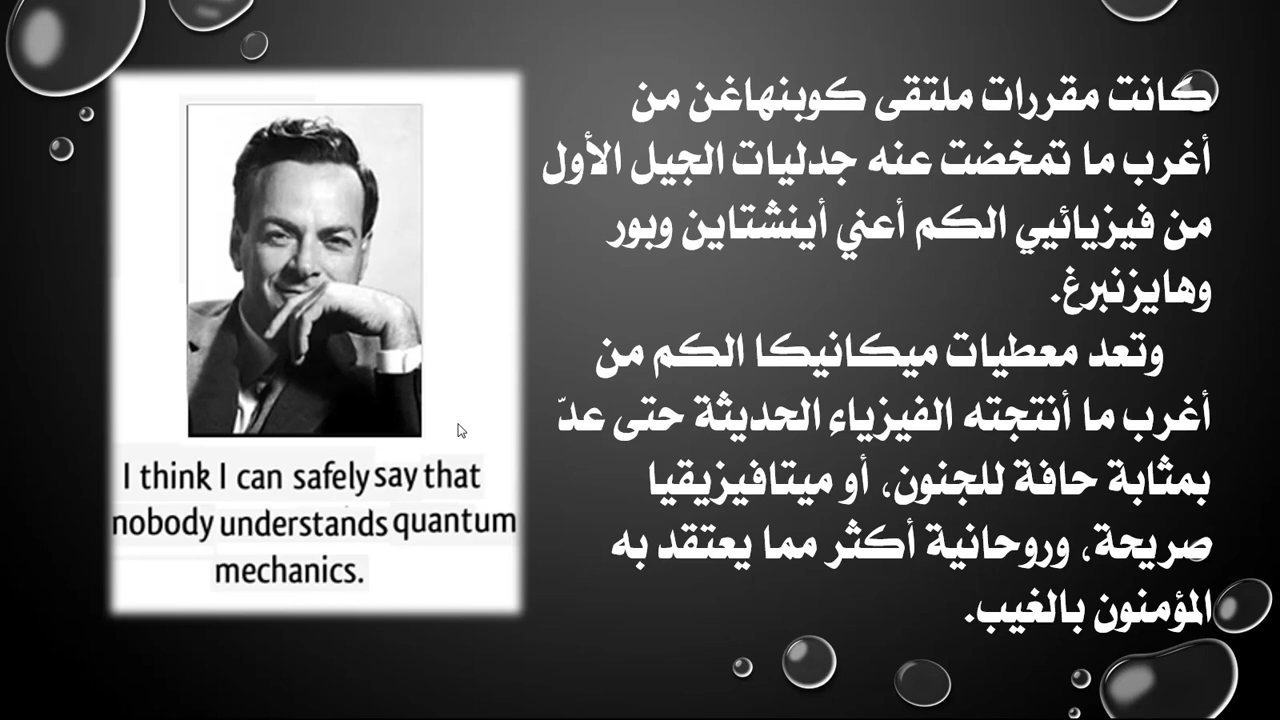 كانت مقررات ملتقى كوبنهاغن من
أغرب ما تمخضت عنه جدليات الجيل الأول
من فيزيائيي الكم أعني أينشتاين وبور
وهايزنبرغ.
وتعد معطيات ميكانيكا الكم من
أغرب ما أنتجته الفيزياء الحديثة حتى عدّ
بمثابة حافة للجنون، أو ميتافيزيقيا
صريحة، وروحانية أكثر مما يعتقد به
المؤمنون بالغيب.
I think I can safely say that
nobody understands quantum
mechanics.